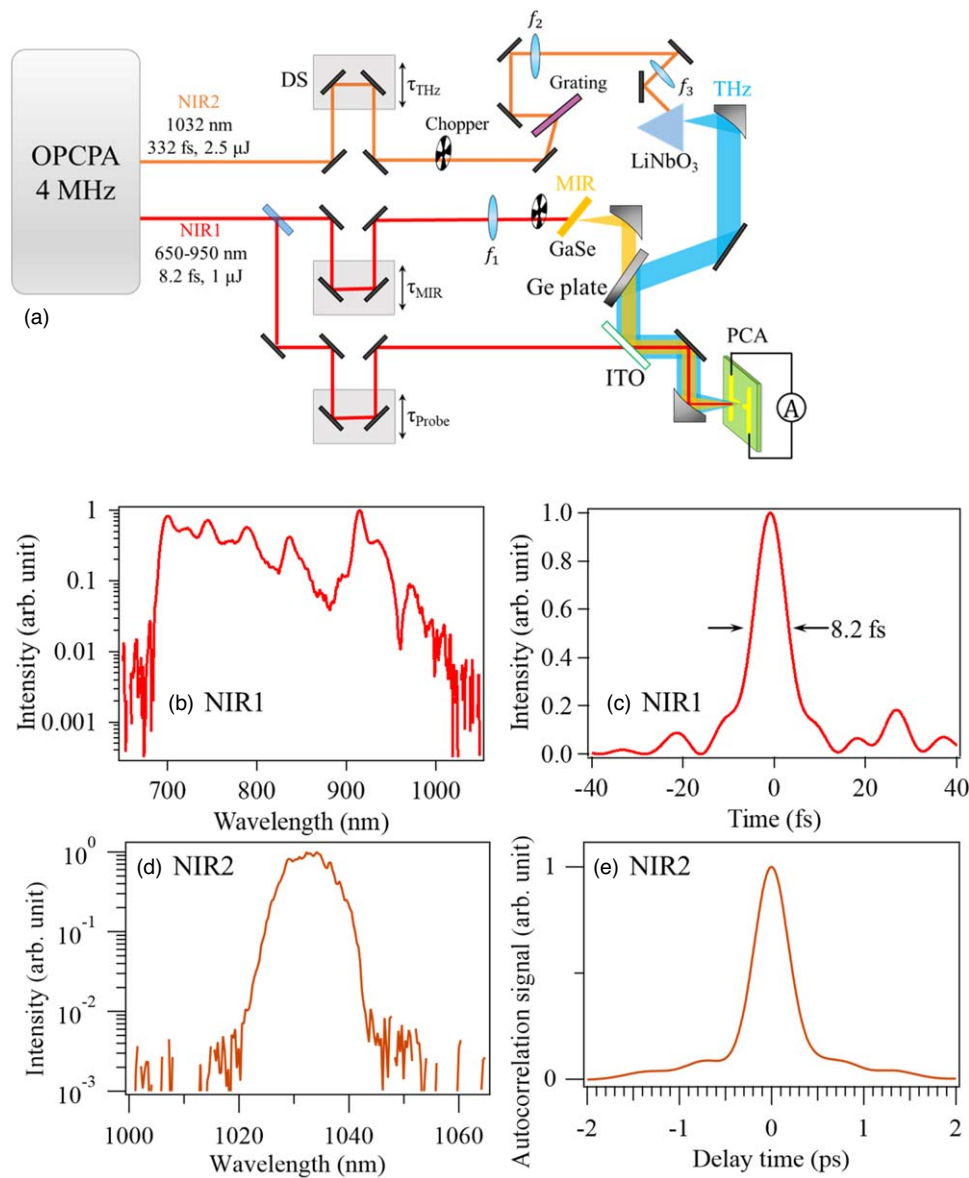 OPCPA
4 MHz
NIR2
1032 nm
332 fs, 2.5 μJ
NIR1
650-950 nm
8.2 fs, 1 μJ
DS
τTHz
Chopper
f2
Grating
f3
THz
LiNbO3
MIR
GaSe
f1
τMIR
Ge plate
ITO
PCA
A
τProbe
(a)
Intensity (arb. unit)
1
0.1
0.01
0.001
(b) NIR1
700 800 900 1000
Wavelength (nm)
Intensity (arb. unit)
1.0
0.8
0.6
0.4
0.2
0.0
8.2 fs
(c) NIR1
-40 -20 0 20 40
Time (fs)
Intensity (arb. unit)
10^0
10^-1
10^-2
10^-3
(d) NIR2
1000 1020 1040 1060
Wavelength (nm)
Autocorrelation signal (arb. unit)
1
0
(e) NIR2
-2 -1 0 1 2
Delay time (ps)